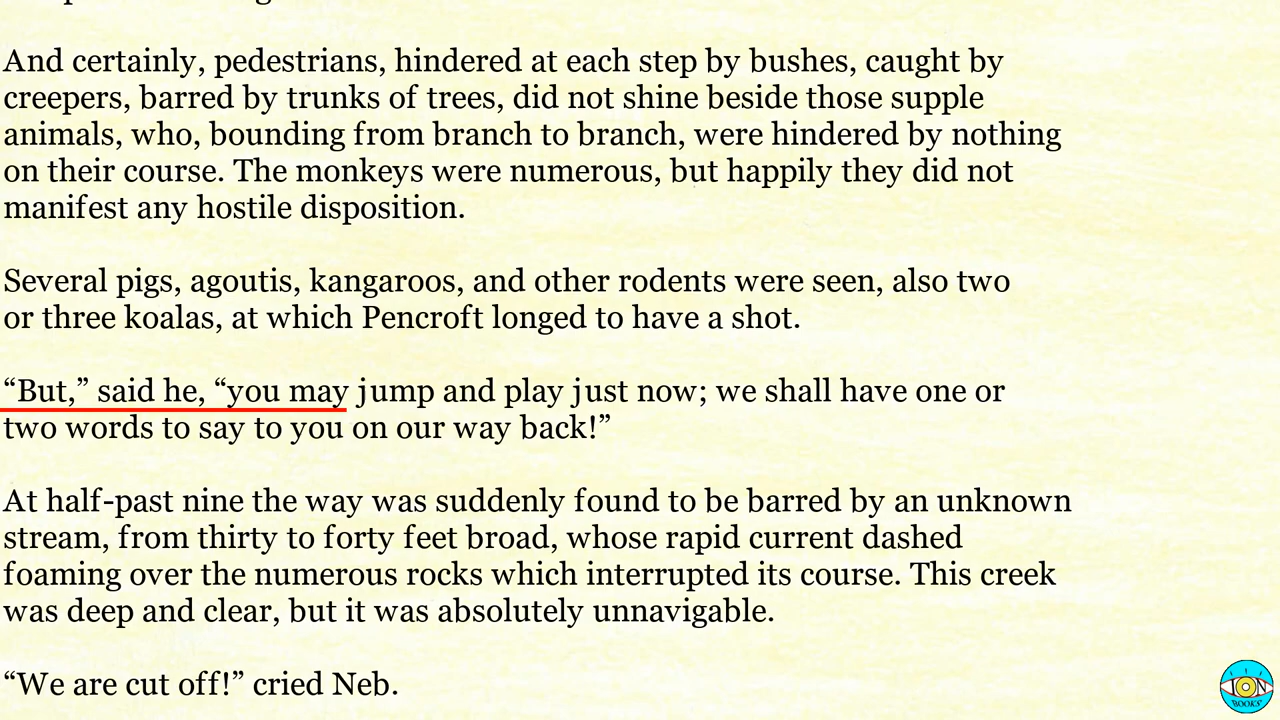 And certainly, pedestrians, hindered at each step by bushes, caught by
creepers, barred by trunks of trees, did not shine beside those supple
animals, who, bounding from branch to branch, were hindered by nothing
on their course. The monkeys were numerous, but happily they did not
manifest any hostile disposition.
Several pigs, agoutis, kangaroos, and other rodents were seen, also two
or three koalas, at which Pencroft longed to have a shot.
“But,” said he, “you may jump and play just now; we shall have one or
two words to say to you on our way back!”
At half-past nine the way was suddenly found to be barred by an unknown
stream, from thirty to forty feet broad, whose rapid current dashed
foaming over the numerous rocks which interrupted its course. This creek
was deep and clear, but it was absolutely unnavigable.
“We are cut off!” cried Neb.
ION
BOOKS